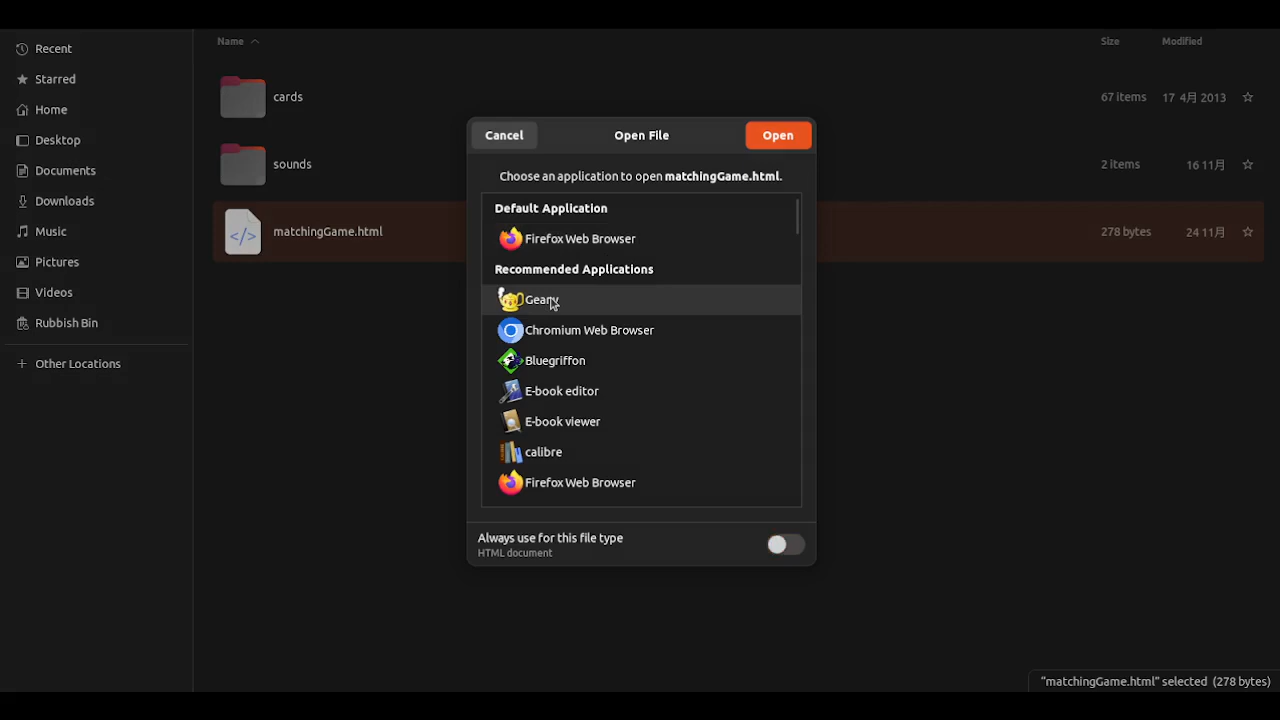 Recent
Starred
Home
Desktop
Documents
Downloads
Music
Pictures
Videos
Rubbish Bin
Other Locations
Name Size Modified
cards 67 items 17 4月 2013
sounds 2 items 16 11月
matchingGame.html 278 bytes 24 11月
Cancel Open File Open
Choose an application to open matchingGame.html.
Default Application
Firefox Web Browser
Recommended Applications
Geary
Chromium Web Browser
Bluegriffon
E-book editor
E-book viewer
calibre
Firefox Web Browser
Always use for this file type
HTML document
“matchingGame.html” selected (278 bytes)